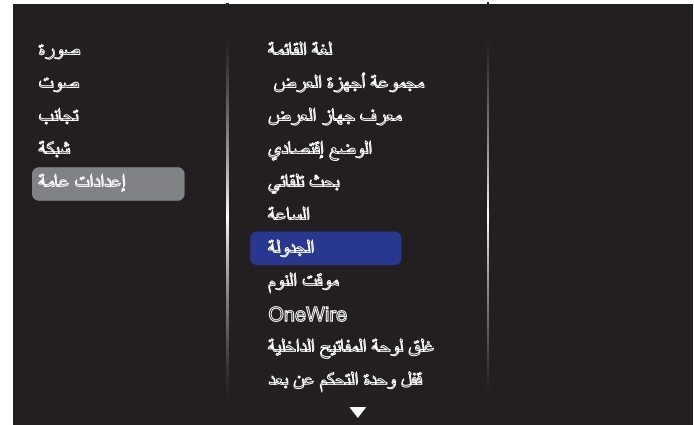 صورة
صوت
تجانب
شبكة
إعدادات عامة
لغة القائمة
مجموعة أجهزة العرض
معرف جهاز العرض
الوضع إقتصادي
بحث تلقائي
الساعة
الجدولة
موقت النوم
OneWire
غلق لوحة المفاتيح الداخلية
قفل وحدة التحكم عن بعد